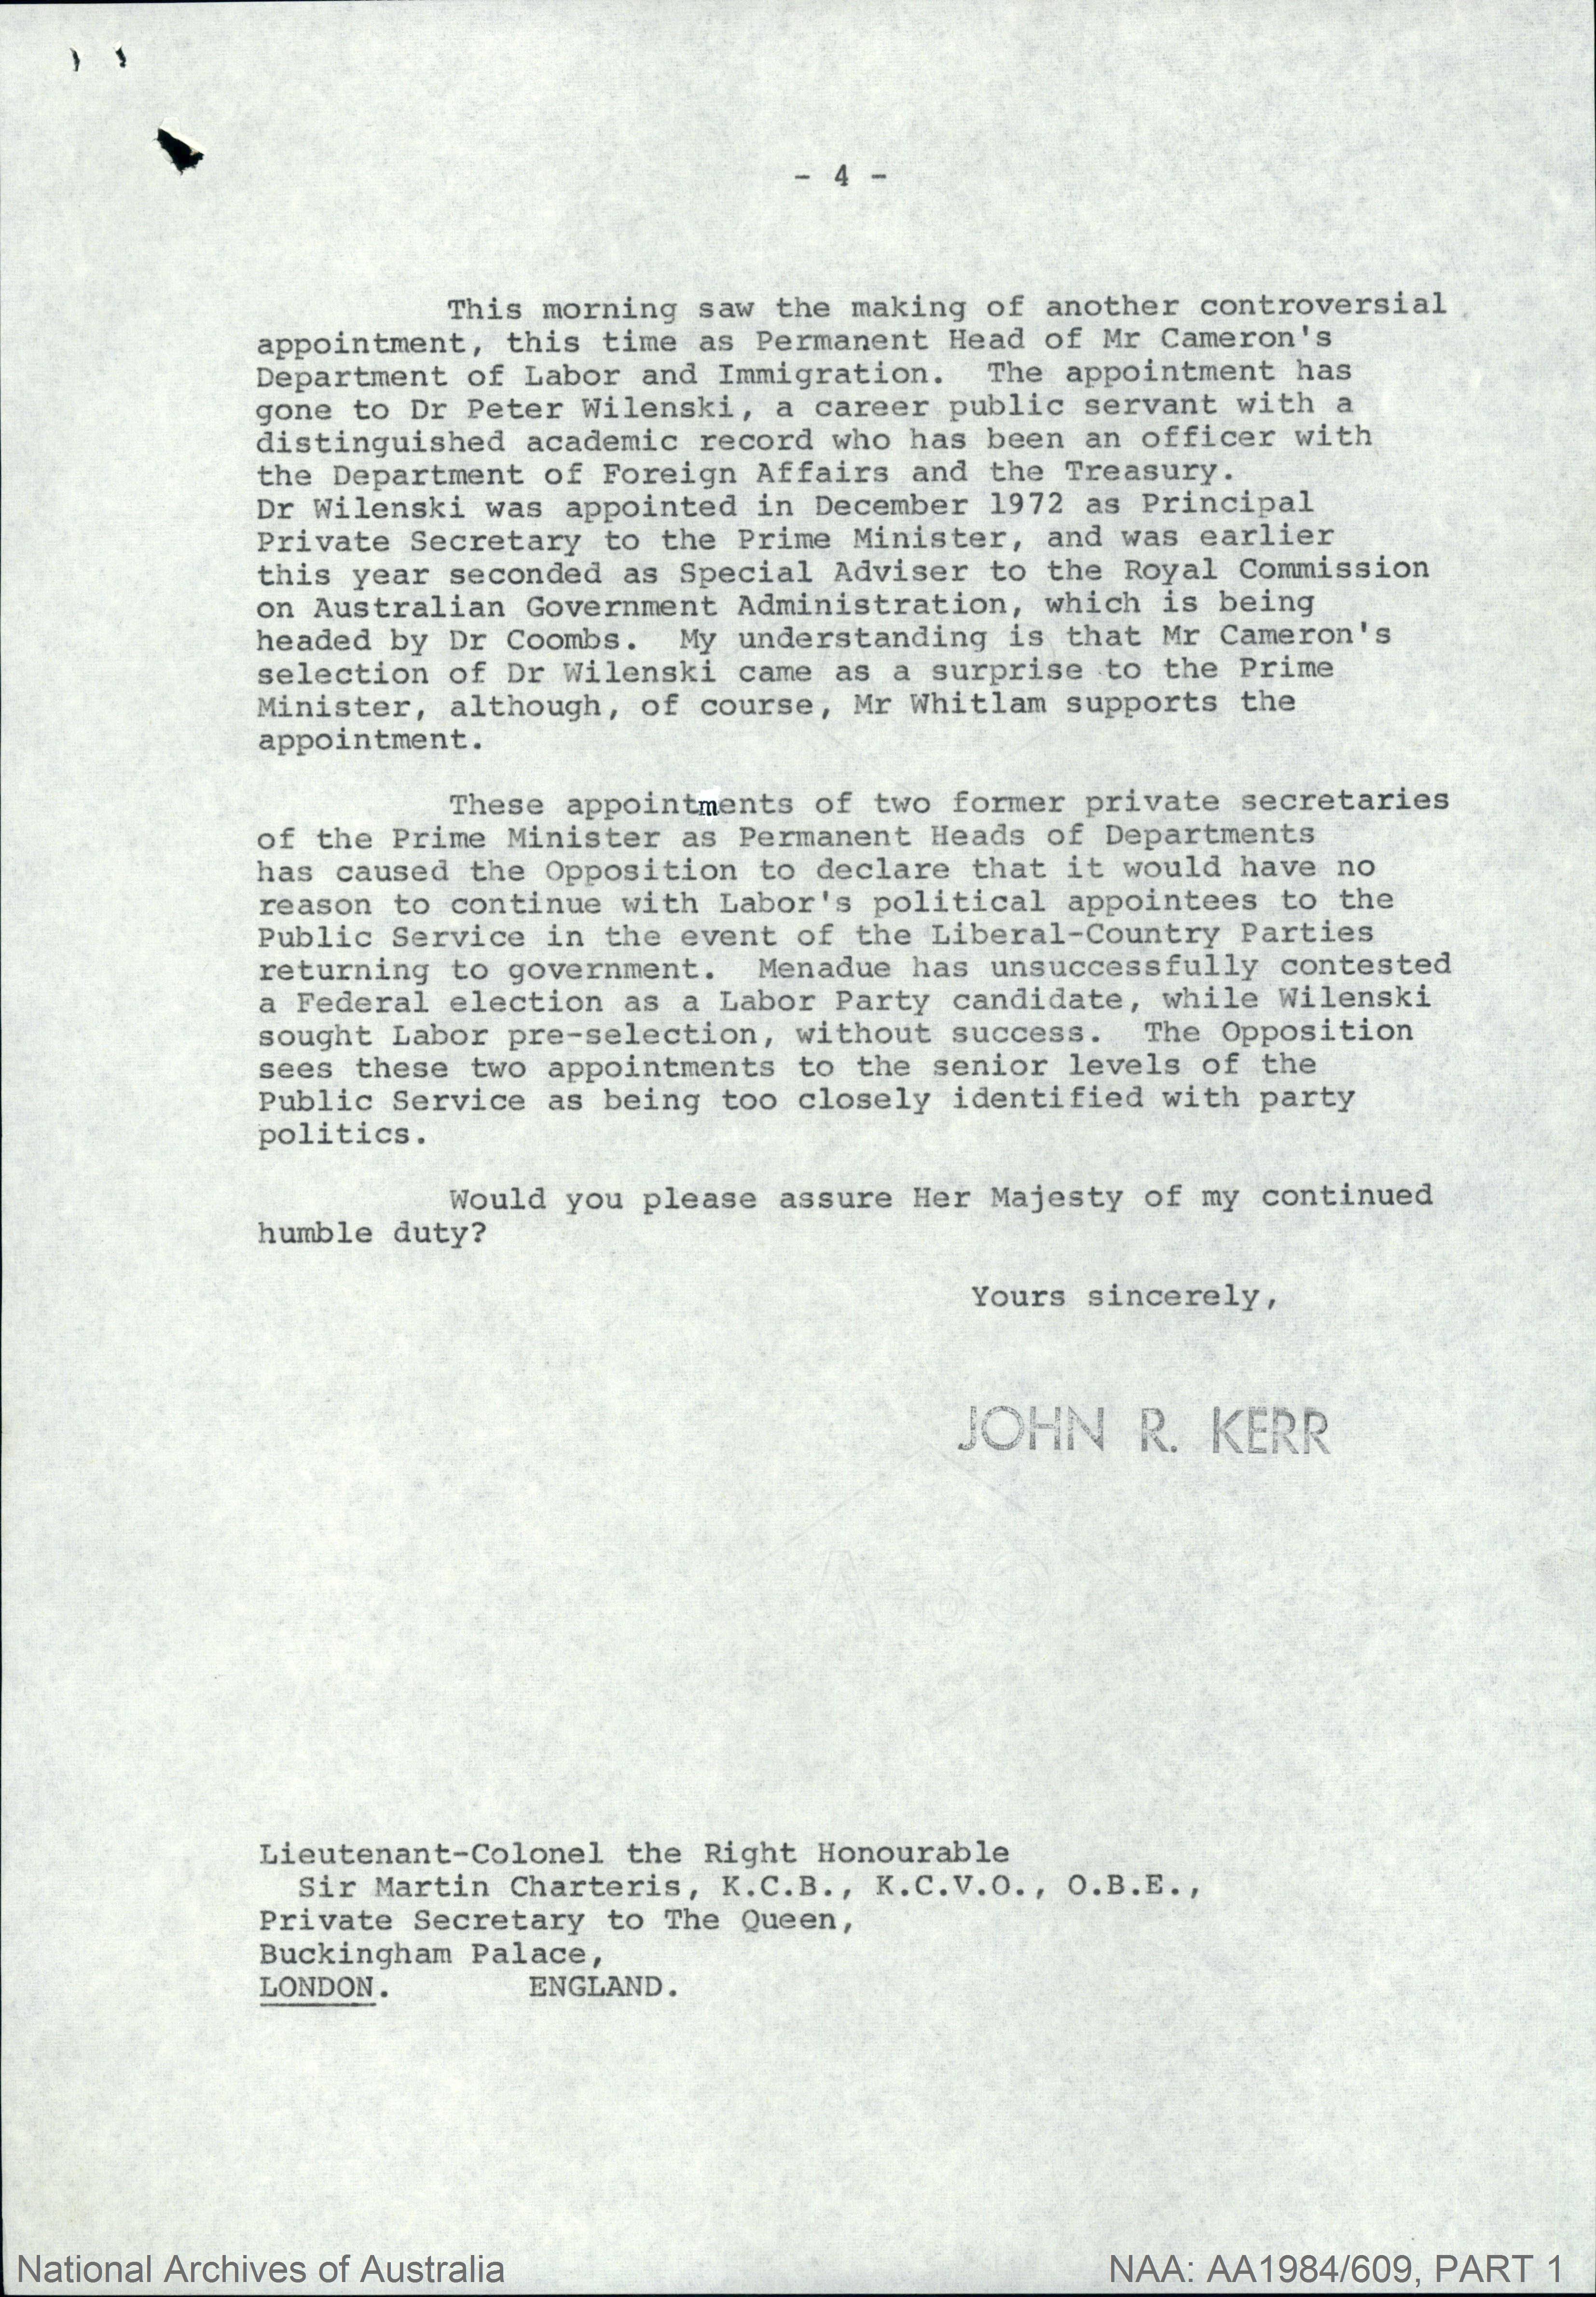 - 4 -
This morning saw the making of another controversial
appointment, this time as Permanent Head of Mr Cameron's
Department of Labor and Immigration. The appointment has
gone to Dr Peter Wilenski, a career public servant with a
distinguished academic record who has been an officer with
the Department of Foreign Affairs and the Treasury.
Dr Wilenski was appointed in December 1972 as Principal
Private Secretary to the Prime Minister, and was earlier
this year seconded as Special Adviser to the Royal Commission
on Australian Government Administration, which is being
headed by Dr Coombs. My understanding is that Mr Cameron's
selection of Dr Wilenski came as a surprise to the Prime
Minister, although, of course, Mr Whitlam supports the
appointment.
These appointments of two former private secretaries
of the Prime Minister as Permanent Heads of Departments
has caused the Opposition to declare that it would have no
reason to continue with Labor's political appointees to the
Public Service in the event of the Liberal-Country Parties
returning to government. Menadue has unsuccessfully contested
a Federal election as a Labor Party candidate, while Wilenski
sought Labor pre-selection, without success. The Opposition
sees these two appointments to the senior levels of the
Public Service as being too closely identified with party
politics.
Would you please assure Her Majesty of my continued
humble duty?
Yours sincerely,
JOHN R. KERR
Lieutenant-Colonel the Right Honourable
Sir Martin Charteris, K.C.B., K.C.V.O., O.B.E.,
Private Secretary to The Queen,
Buckingham Palace,
LONDON. ENGLAND.
National Archives of Australia NAA: AA1984/609, PART 1